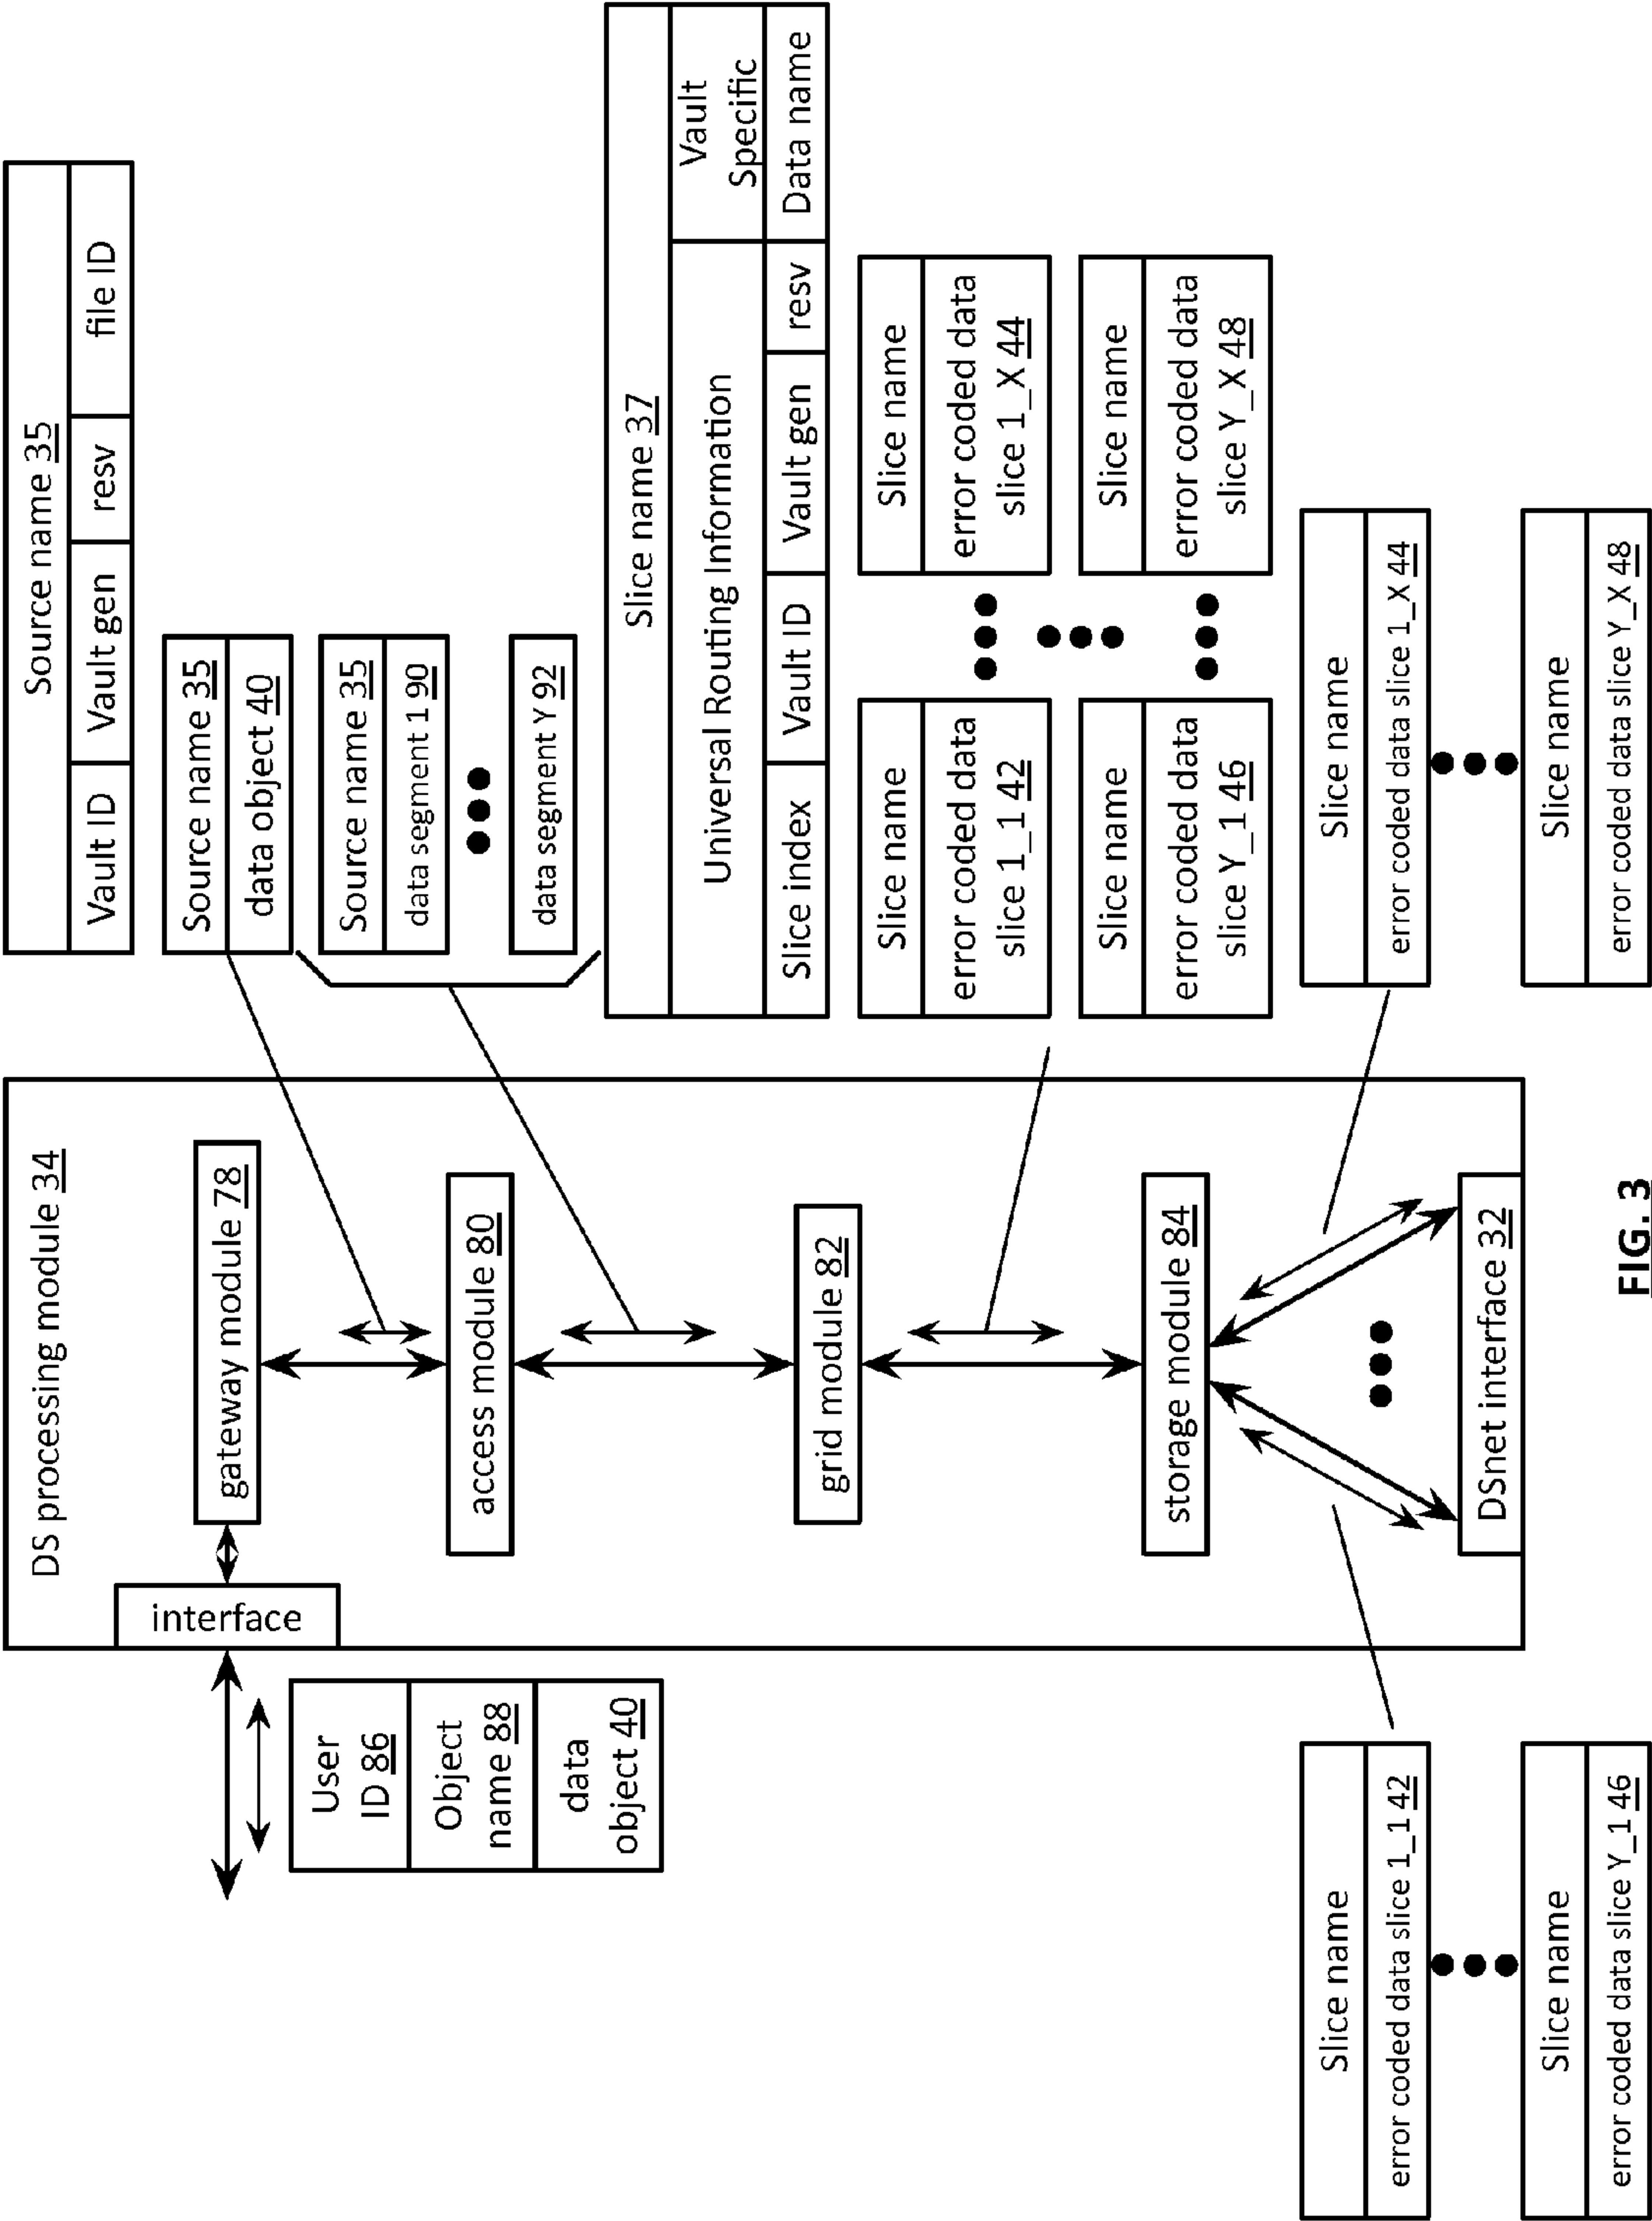 DS processing module 34
interface
gateway module 78
access module 80
grid module 82
storage module 84
DSnet interface 32
User
ID 86
Object
name 88
data
object 40
Source name 35
Vault ID
Vault gen
resv
file ID
Source name 35
data object 40
Source name 35
data segment 1 90
data segment Y 92
Slice name 37
Universal Routing Information
Vault
Specific
Slice index
Vault ID
Vault gen
resv
Data name
Slice name
error coded data
slice 1_1 42
Slice name
error coded data
slice 1_X 44
Slice name
error coded data
slice Y_1 46
Slice name
error coded data
slice Y_X 48
Slice name
error coded data slice 1_1 42
Slice name
error coded data slice Y_1 46
Slice name
error coded data slice 1_X 44
Slice name
error coded data slice Y_X 48
FIG. 3